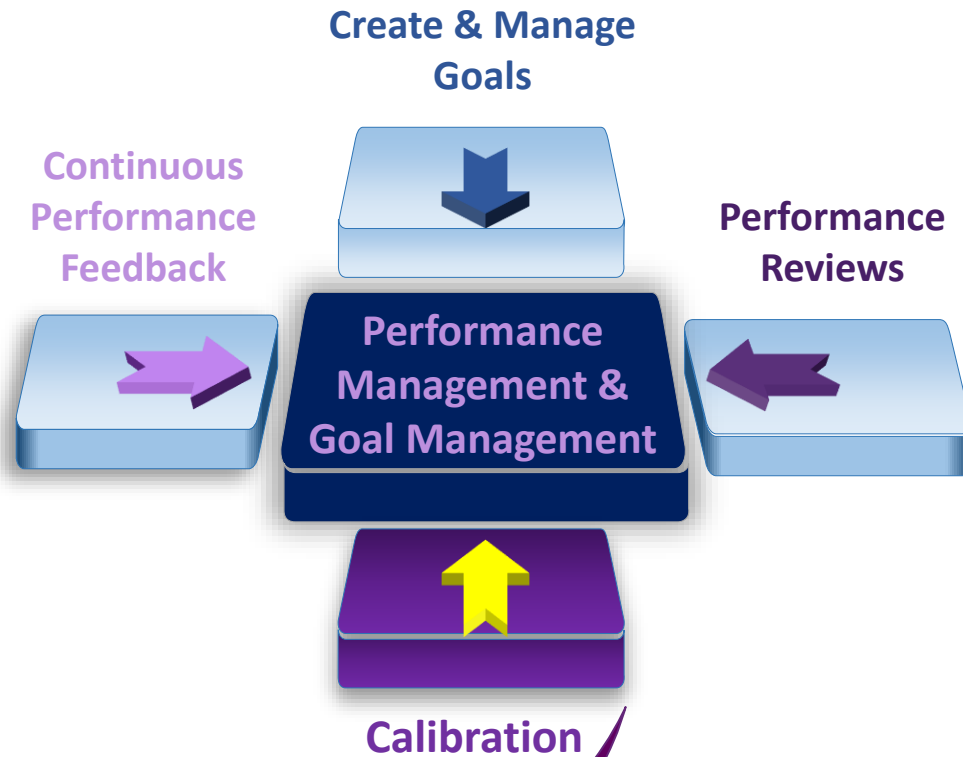 Create & Manage
Goals
Continuous
Performance
Feedback
Performance
Reviews
Performance
Management &
Goal Management
Calibration